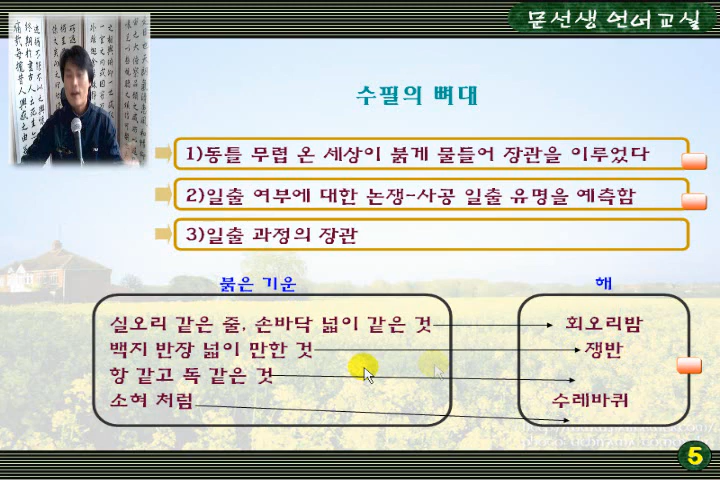 문선생 언어교실
수필의 뼈대
1)동틀 무렵 온 세상이 붉게 물들어 장관을 이루었다
2)일출 여부에 대한 논쟁-사공 일출 유명을 예측함
3)일출 과정의 장관
붉은 기운
해
실오리 같은 줄, 손바닥 넓이 같은 것
회오리밤
백지 반장 넓이 만한 것
쟁반
항 같고 독 같은 것
소혀 처럼
수레바퀴
5